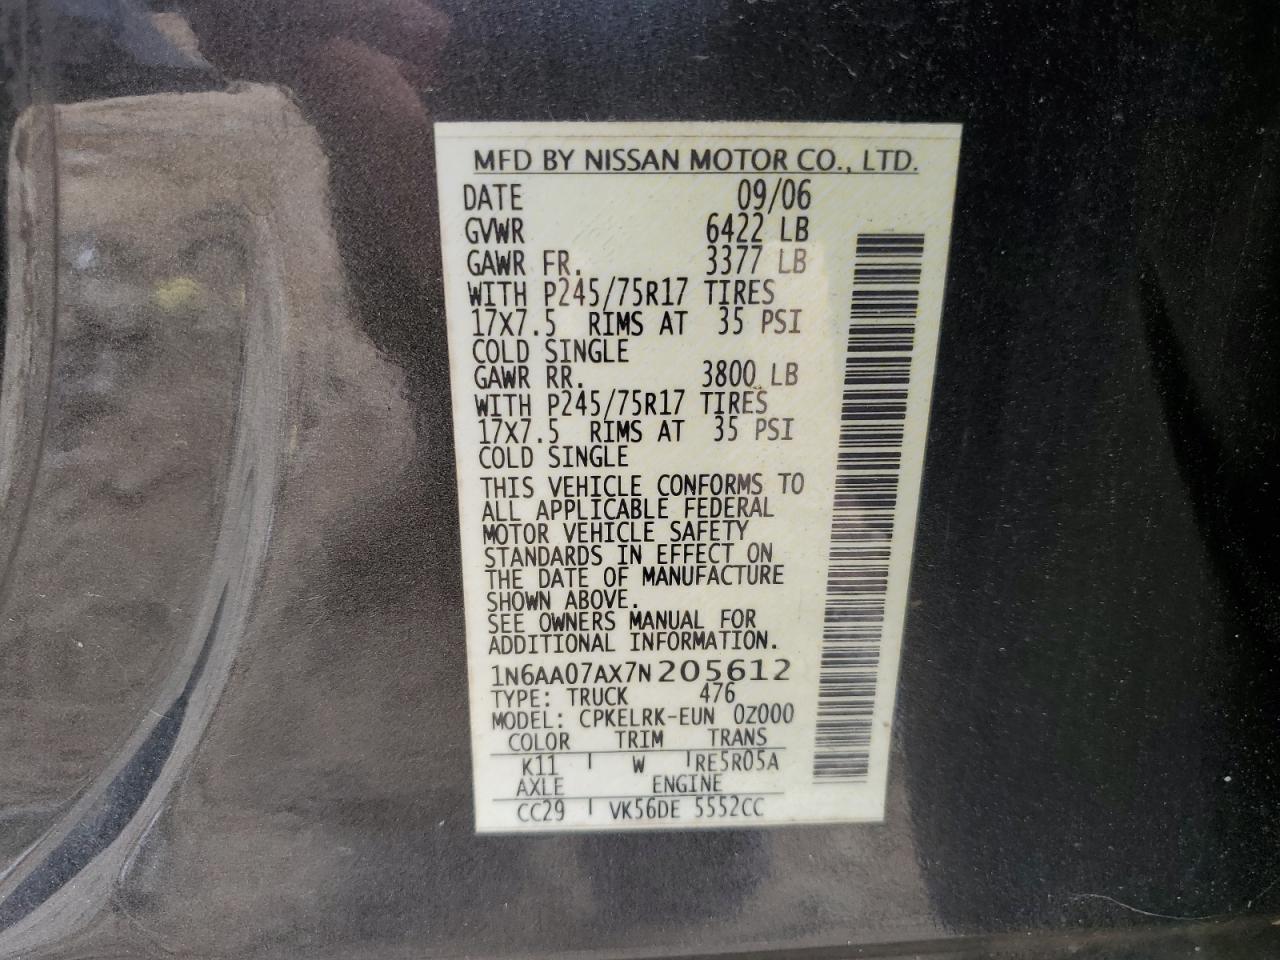 MFD BY NISSAN MOTOR CO., LTD.
DATE 09/06
GVWR 6422 LB
GAWR FR. 3377 LB
WITH P245/75R17 TIRES
17X7.5 RIMS AT 35 PSI
COLD SINGLE
GAWR RR. 3800 LB
WITH P245/75R17 TIRES
17X7.5 RIMS AT 35 PSI
COLD SINGLE
THIS VEHICLE CONFORMS TO
ALL APPLICABLE FEDERAL
MOTOR VEHICLE SAFETY
STANDARDS IN EFFECT ON
THE DATE OF MANUFACTURE
SHOWN ABOVE.
SEE OWNERS MANUAL FOR
ADDITIONAL INFORMATION.
1N6AA07AX7N205612
TYPE: TRUCK 476
MODEL: CPKELRK-EUN 0Z000
COLOR TRIM TRANS
K11 W RE5R05A
AXLE ENGINE
CC29 VK56DE 5552CC